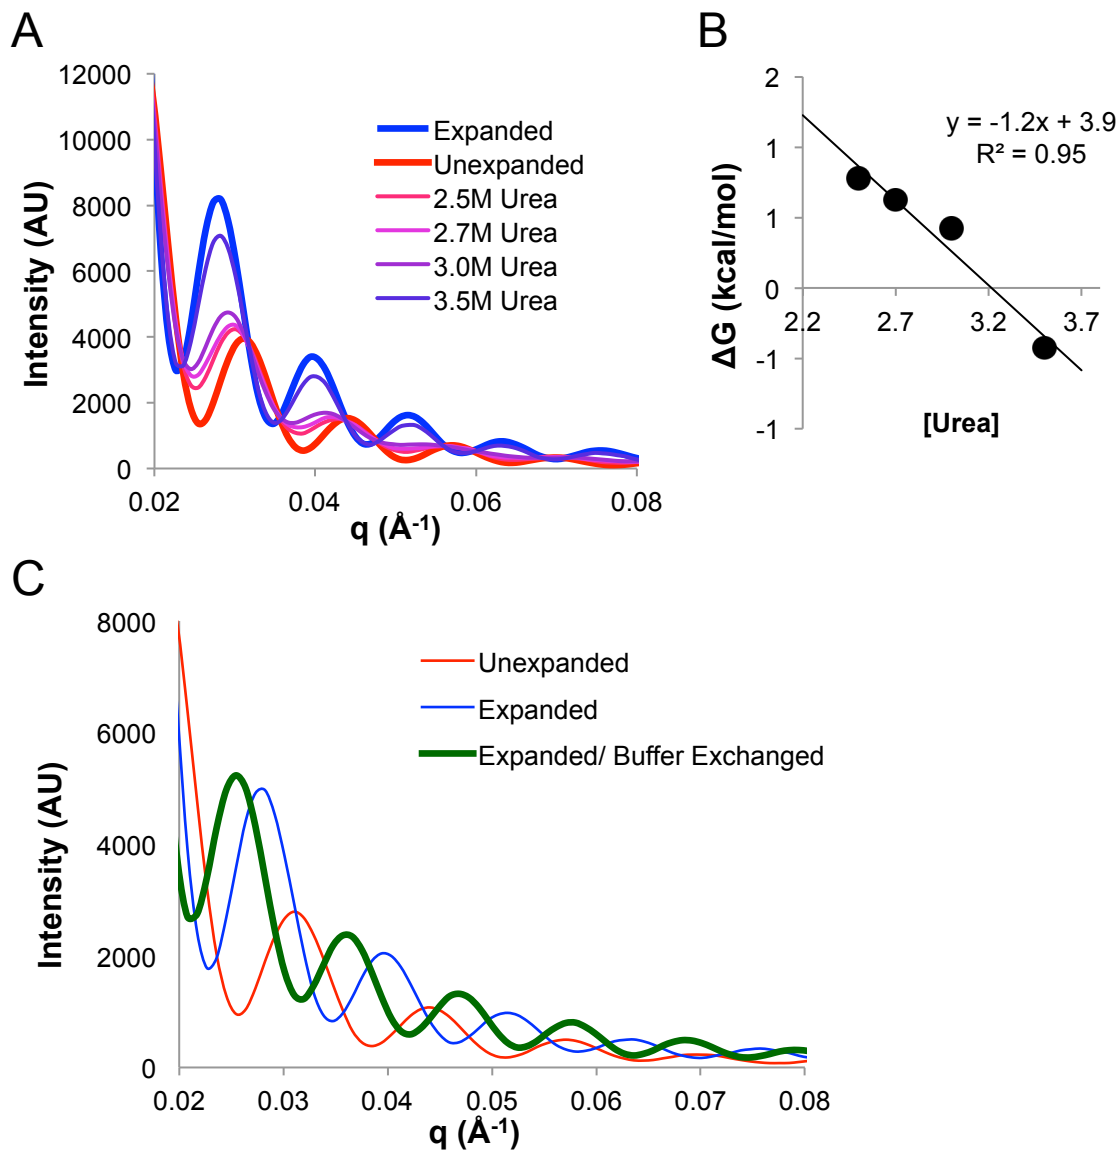 A
12000
10000
8000
6000
4000
2000
0
0.02 0.04 0.06 0.08
Intensity (AU)
q (Å-1)
Expanded
Unexpanded
2.5M Urea
2.7M Urea
3.0M Urea
3.5M Urea
B
2
1
1
0
-1
-1
2.2 2.7 3.2 3.7
ΔG (kcal/mol)
[Urea]
y = -1.2x + 3.9
R² = 0.95
C
8000
6000
4000
2000
0
0.02 0.03 0.04 0.05 0.06 0.07 0.08
Intensity (AU)
q (Å-1)
Unexpanded
Expanded
Expanded/ Buffer Exchanged